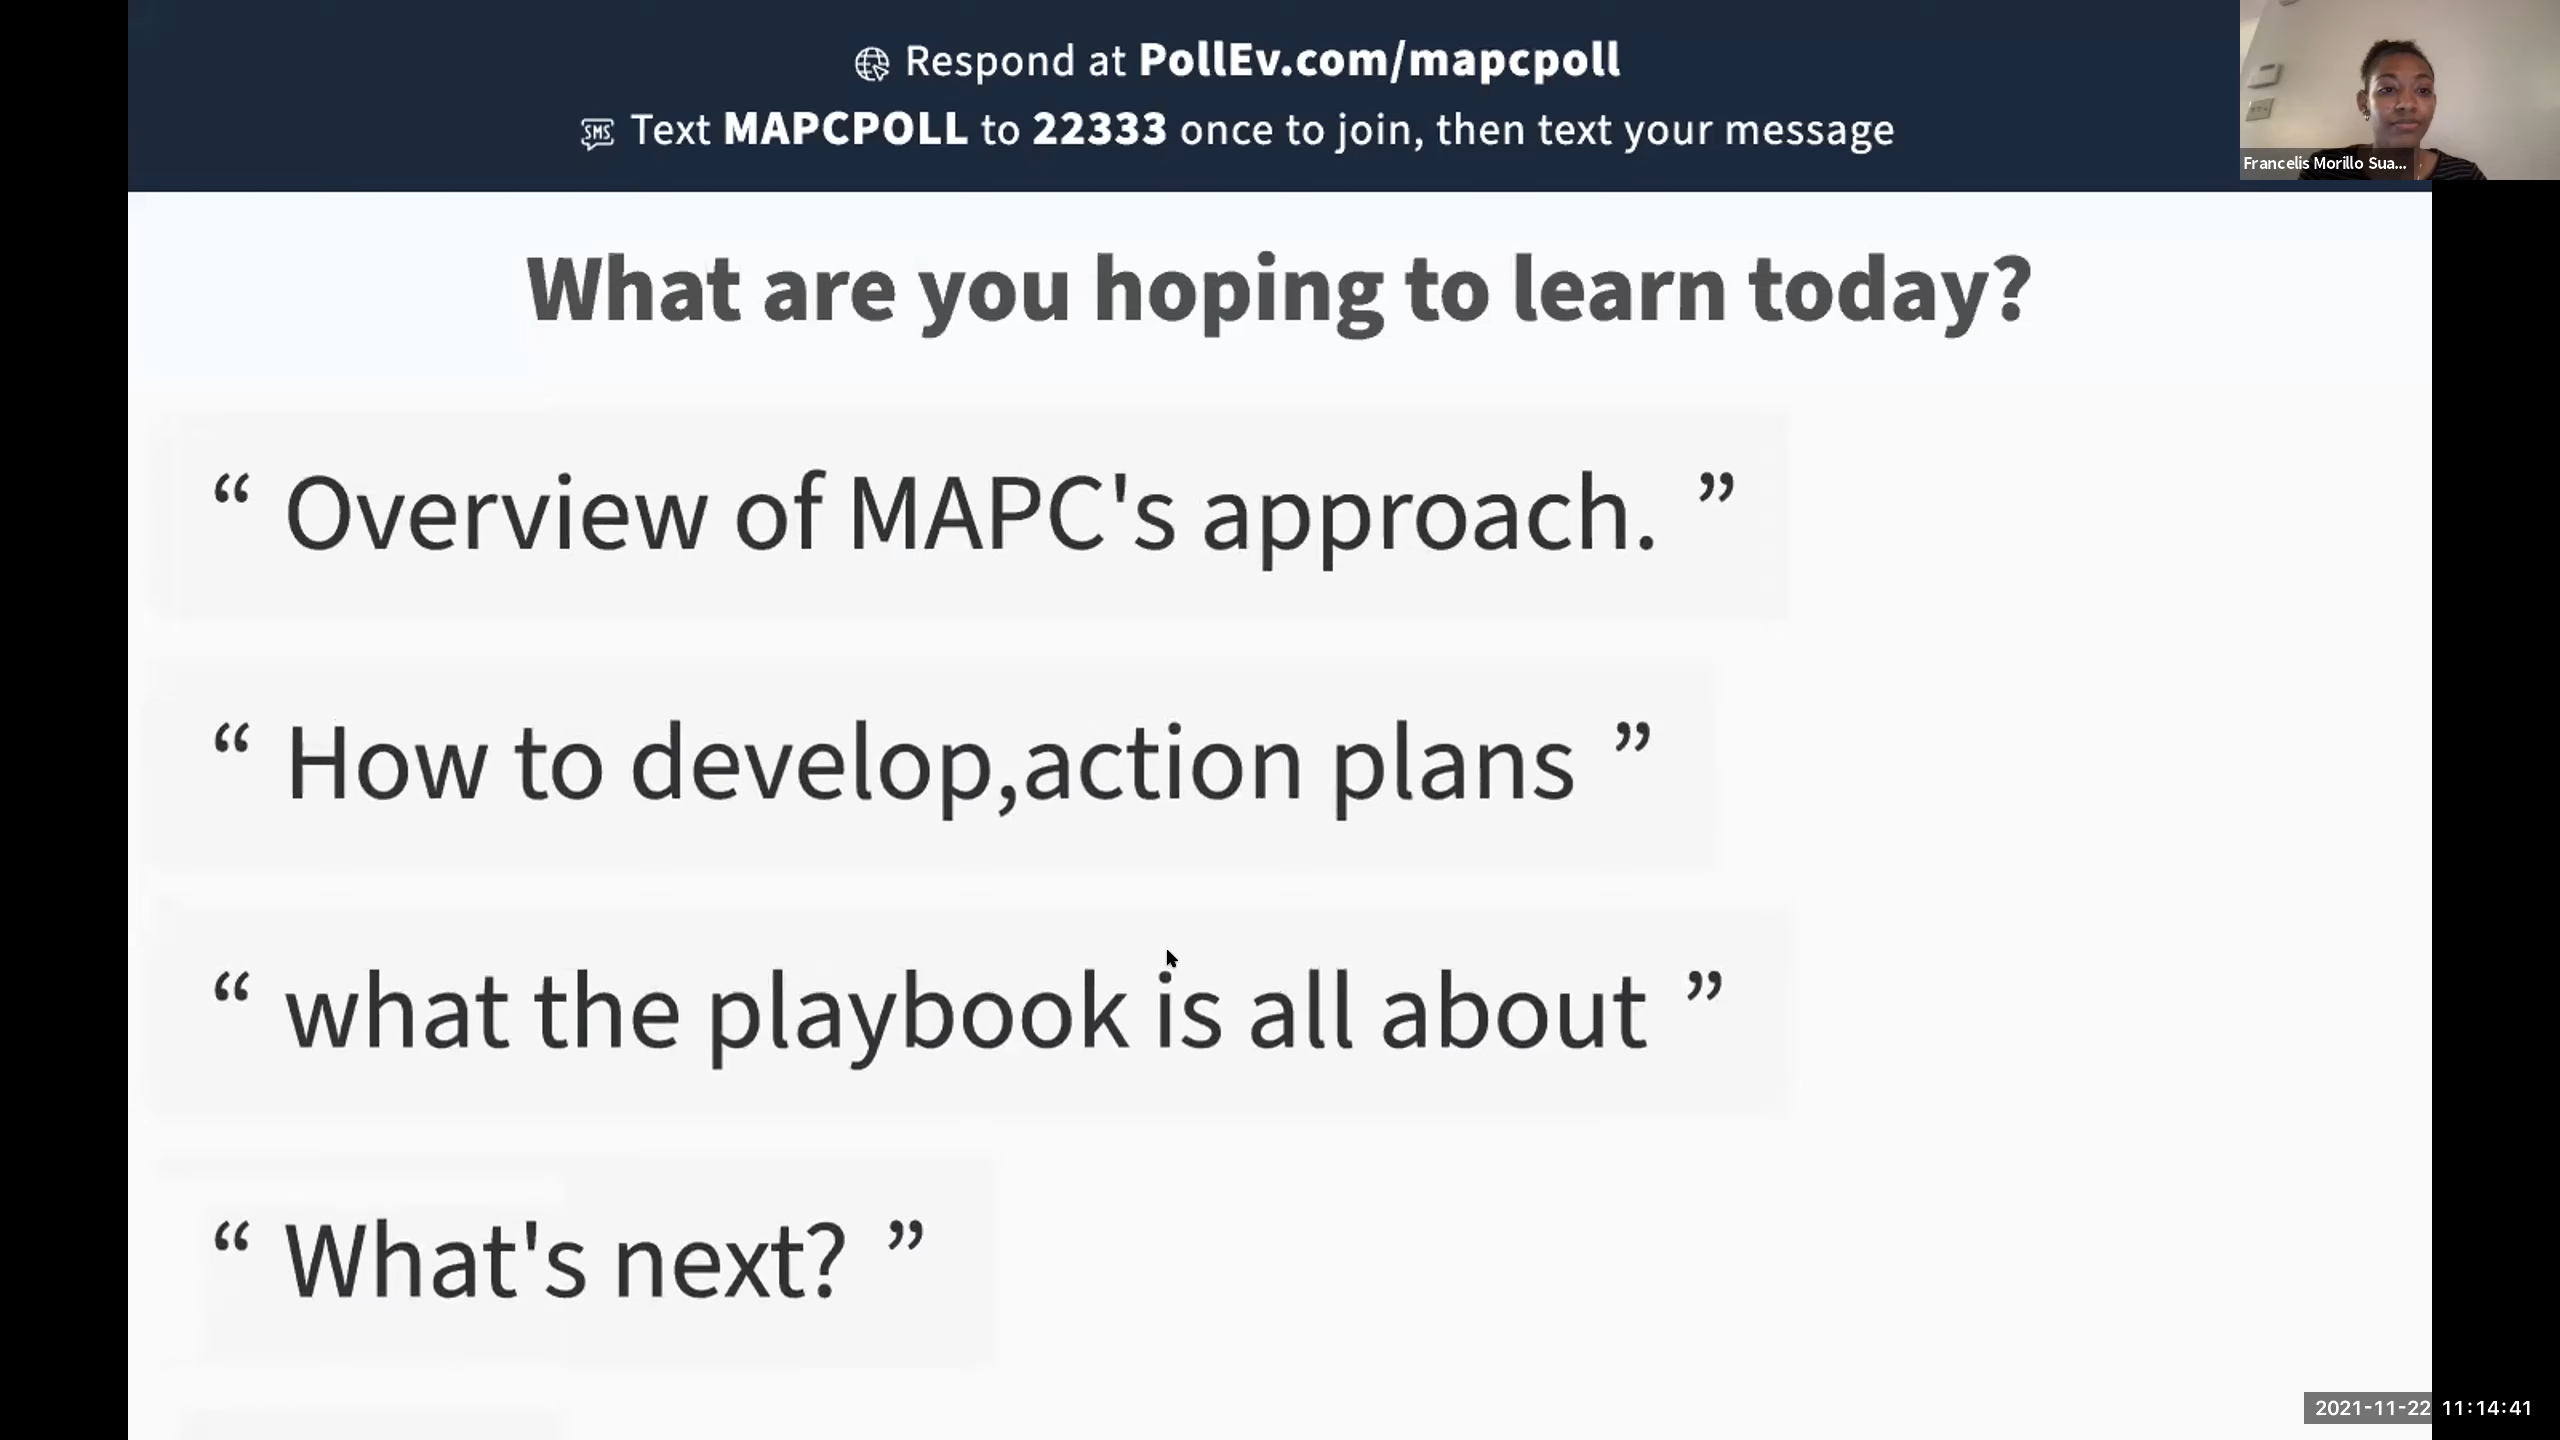 Respond at PollEv.com/mapcpoll
SMS Text MAPCPOLL to 22333 once to join, then text your message
Francelis Morillo Sua...
What are you hoping to learn today?
“ Overview of MAPC's approach. ”
“ How to develop,action plans ”
“ what the playbook is all about ”
“ What's next? ”
2021-11-22 11:14:41